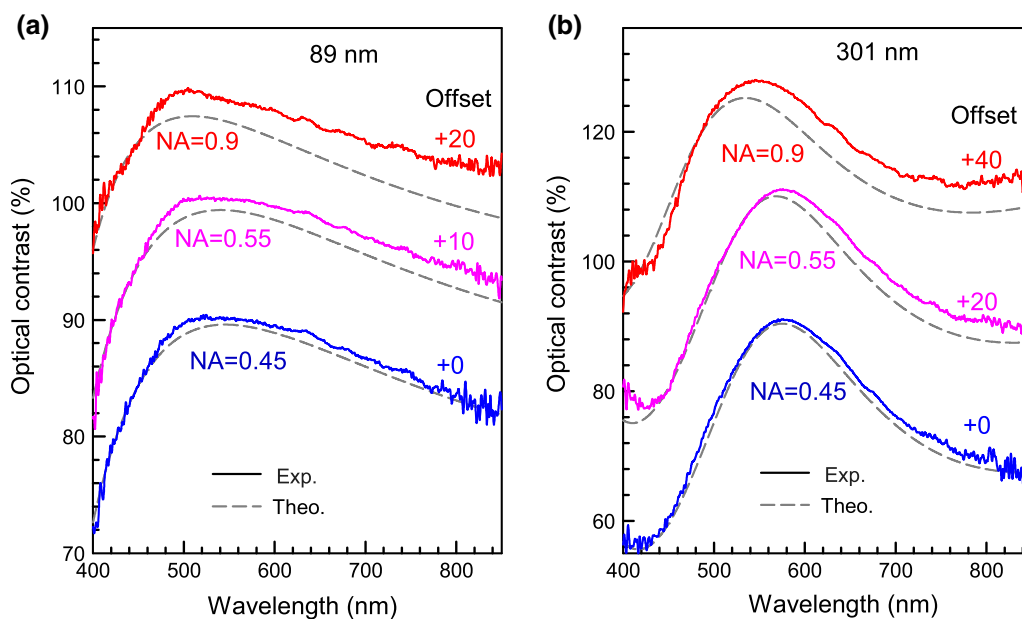 (a)
89 nm
Offset
110
100
90
80
70
NA=0.9
+20
NA=0.55
+10
NA=0.45
+0
Exp.
Theo.
400 500 600 700 800
Wavelength (nm)
Optical contrast (%)
(b)
301 nm
Offset
120
100
80
60
NA=0.9
+40
NA=0.55
+20
NA=0.45
+0
Exp.
Theo.
400 500 600 700 800
Wavelength (nm)
Optical contrast (%)